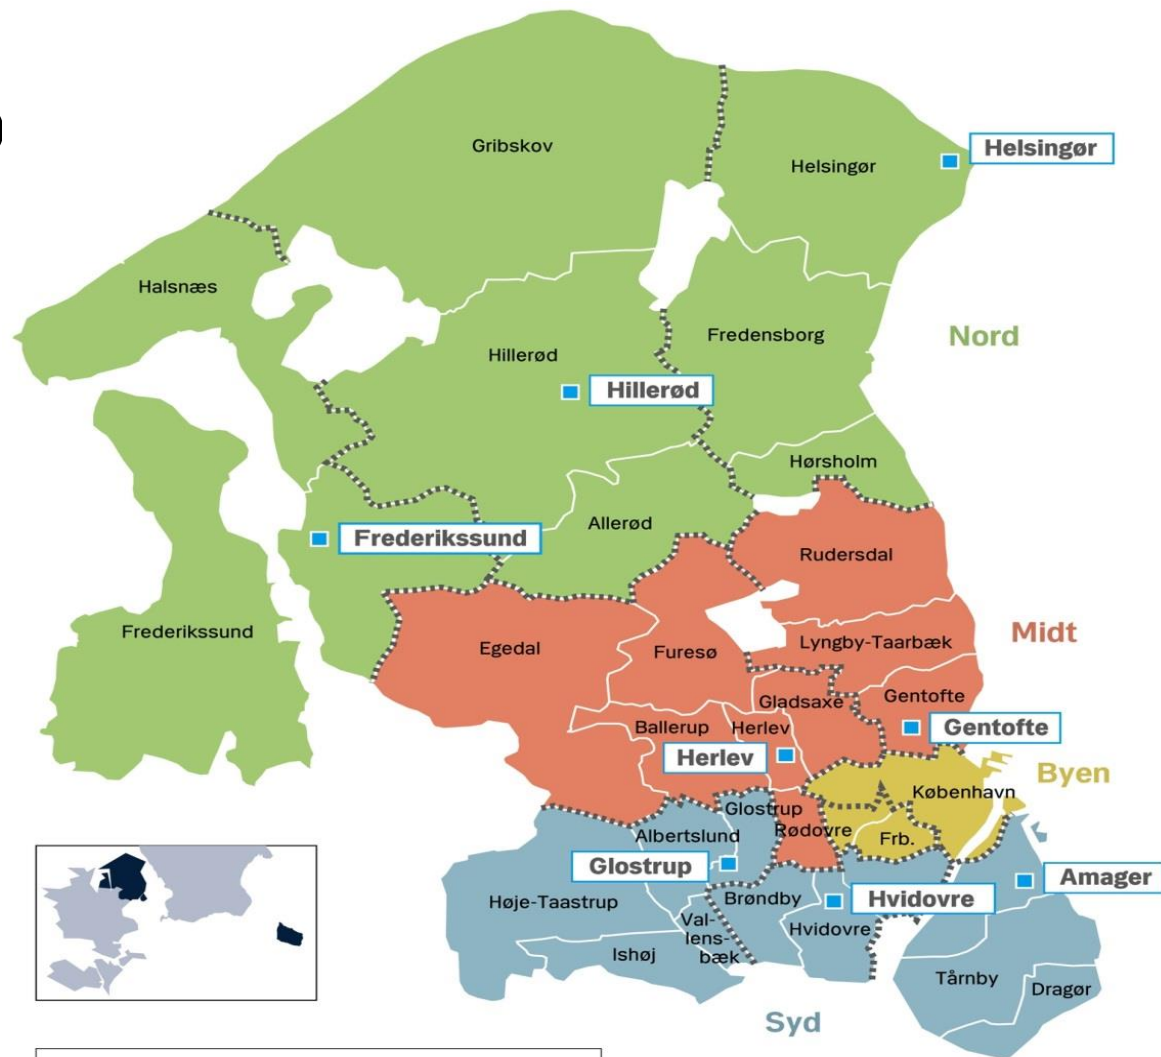 Gribskov
Helsingør
Helsingør
Halsnæs
Fredensborg
Nord
Hillerød
Hillerød
Hørsholm
Allerød
Frederikssund
Rudersdal
Frederikssund
Egedal
Furesø
Lyngby-Taarbæk
Midt
Gladsaxe
Gentofte
Ballerup
Herlev
Gentofte
Herlev
Byen
København
Glostrup
Rødovre
Frb.
Albertslund
Glostrup
Amager
Brøndby
Hvidovre
Høje-Taastrup
Val-
lens-
bæk
Hvidovre
Ishøj
Tårnby
Dragør
Syd